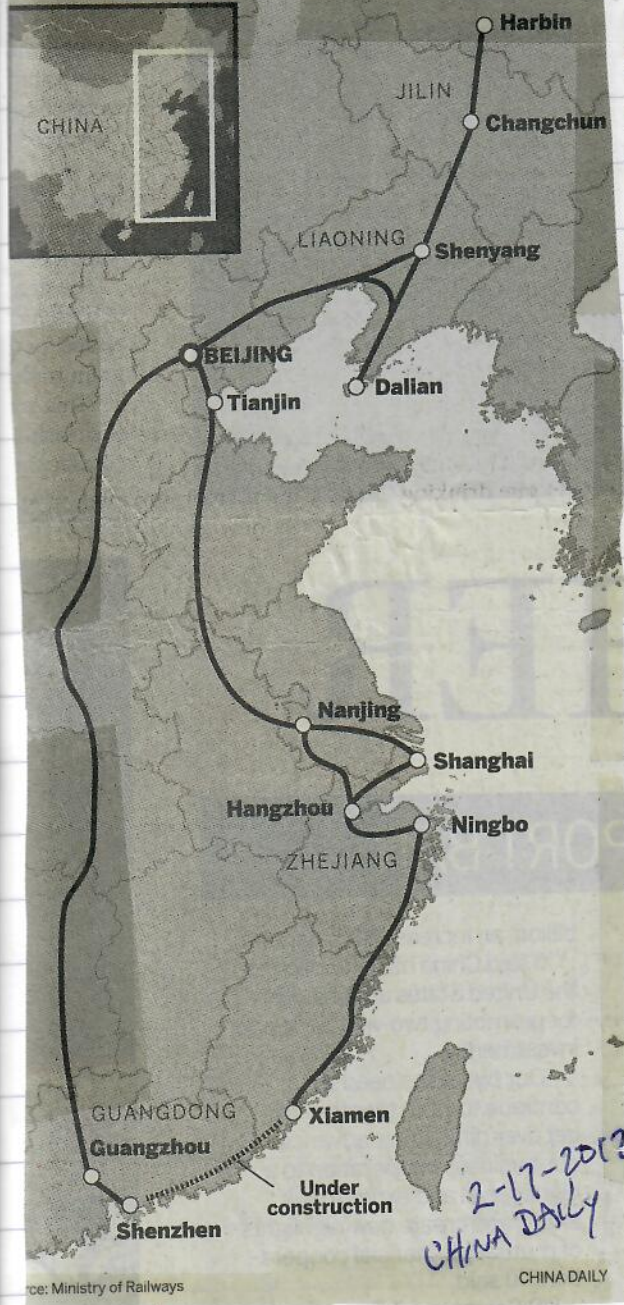 Harbin
CHINA
JILIN
Changchun
LIAONING
Shenyang
BEIJING
Dalian
Tianjin
Nanjing
Shanghai
Hangzhou
Ningbo
ZHEJIANG
GUANGDONG
Xiamen
Guangzhou
Under
construction
Shenzhen
2-17-2013
CHINA DAILY
rce: Ministry of Railways
CHINA DAILY